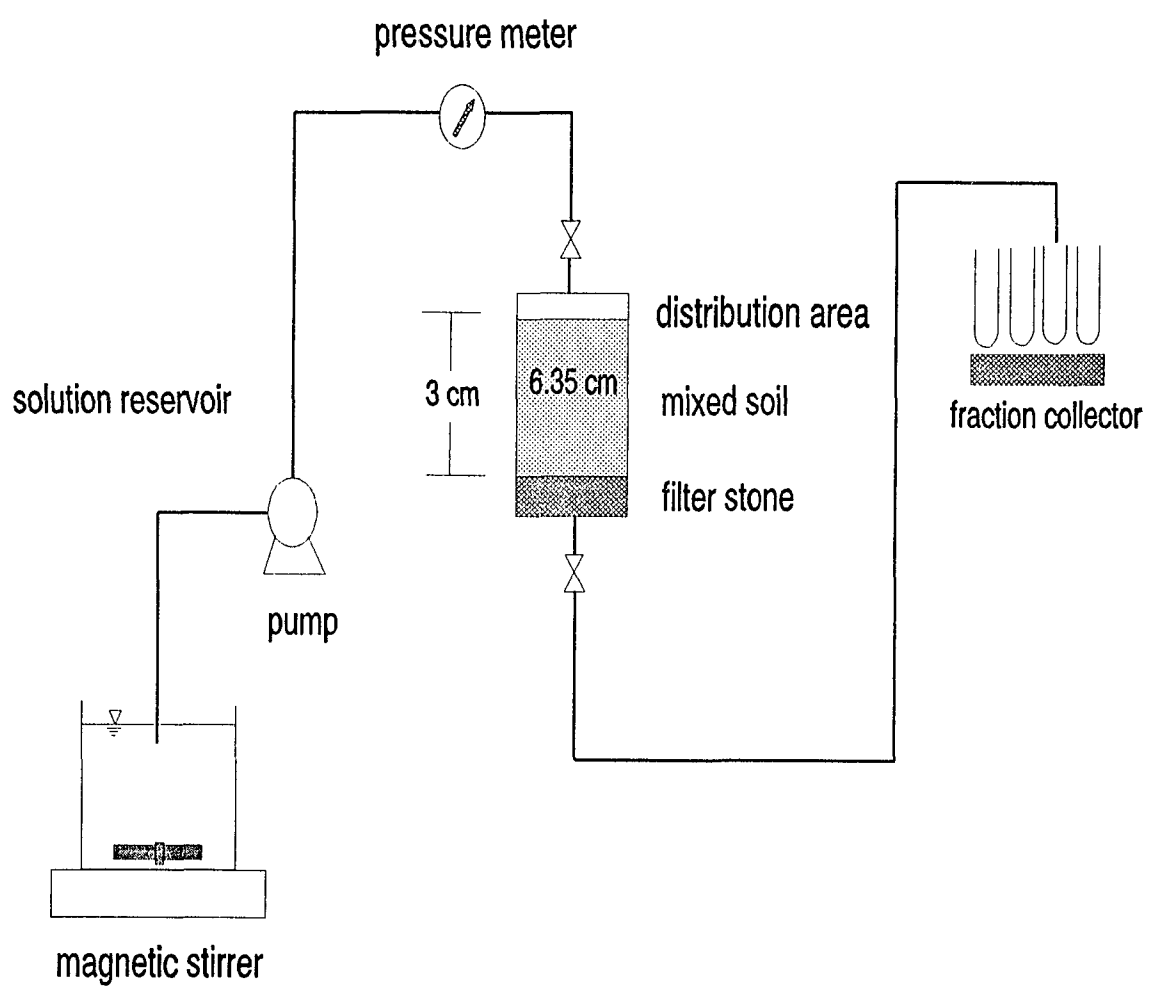 pressure meter
distribution area
6.35 cm
3 cm
solution reservoir
mixed soil
fraction collector
filter stone
pump
magnetic stirrer